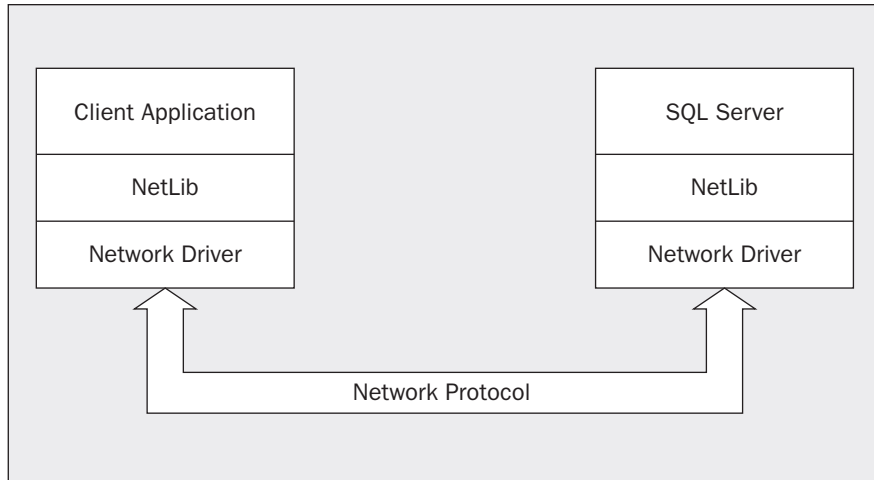 Client Application
NetLib
Network Driver
SQL Server
NetLib
Network Driver
Network Protocol